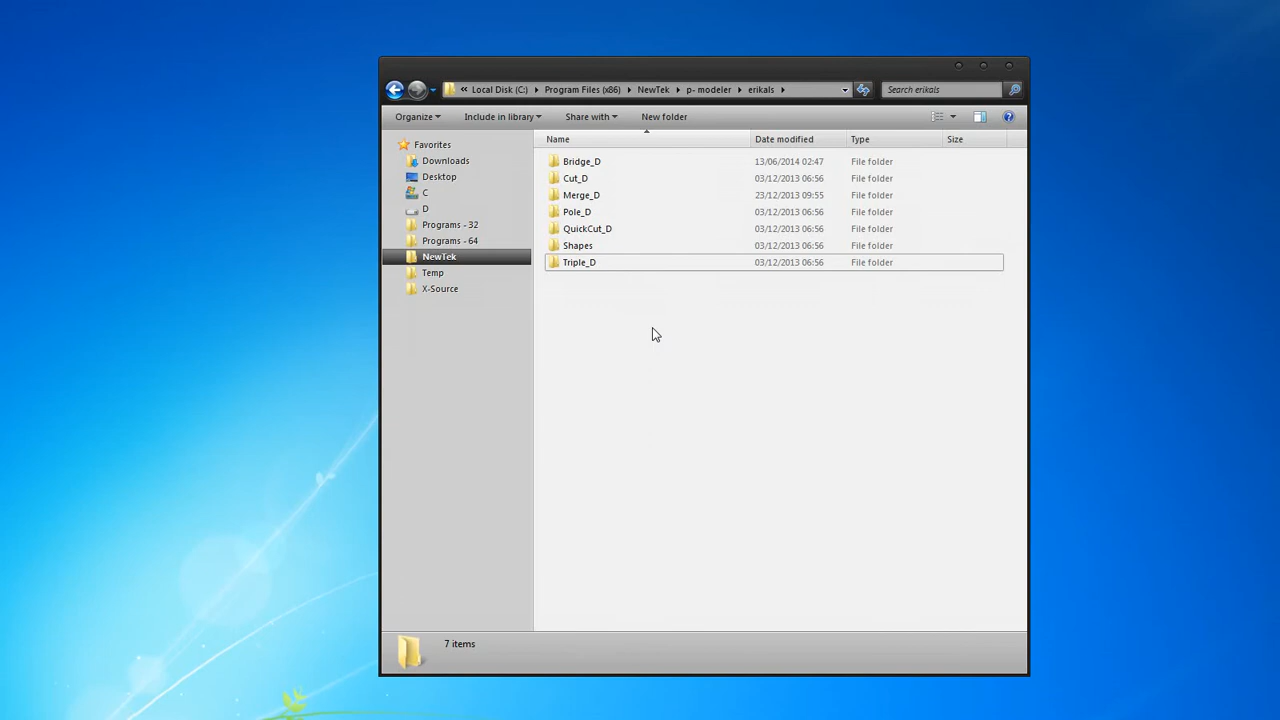 « Local Disk (C:) Program Files (x86) NewTek p- modeler erikals Search erikals
Organize Include in library Share with New folder
Name Date modified Type Size
Favorites
Downloads
Desktop
C
D
Programs - 32
Programs - 64
NewTek
Temp
X-Source
Bridge_D 13/06/2014 02:47 File folder
Cut_D 03/12/2013 06:56 File folder
Merge_D 23/12/2013 09:55 File folder
Pole_D 03/12/2013 06:56 File folder
QuickCut_D 03/12/2013 06:56 File folder
Shapes 03/12/2013 06:56 File folder
Triple_D 03/12/2013 06:56 File folder
7 items